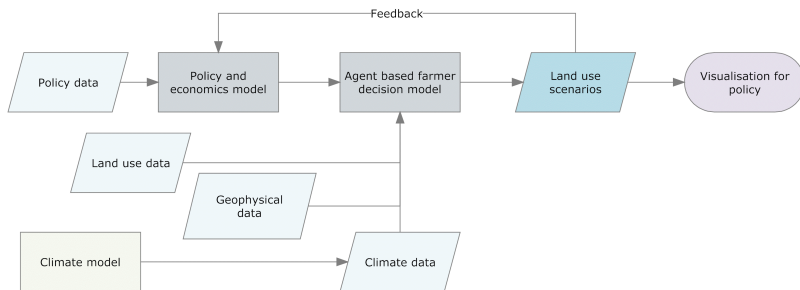 Feedback
Policy data
Policy and
economics model
Agent based farmer
decision model
Land use
scenarios
Visualisation for
policy
Land use data
Geophysical
data
Climate model
Climate data